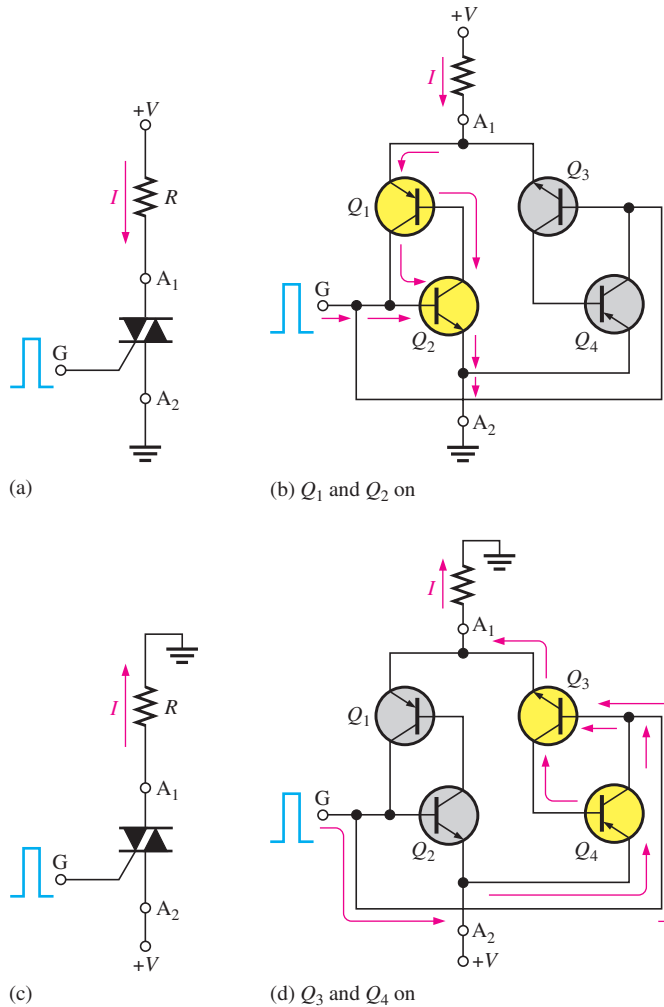 +V
I
R
A1
G
A2
(a)
+V
I
A1
Q1
Q3
G
Q2
Q4
A2
(b) Q1 and Q2 on
I
R
A1
G
A2
+V
(c)
I
A1
Q3
Q1
G
Q2
Q4
A2
+V
(d) Q3 and Q4 on